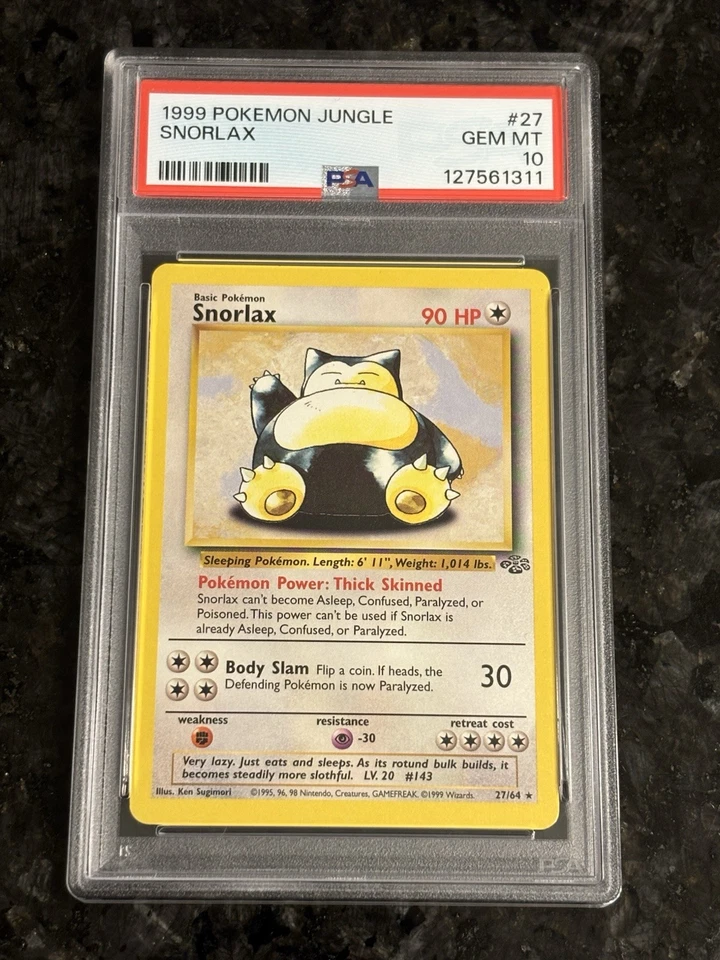 1999 POKEMON JUNGLE #27
SNORLAX GEM MT
10
PSA 127561311
Basic Pokémon
Snorlax 90 HP
Sleeping Pokémon. Length: 6' 11", Weight: 1,014 lbs.
Pokémon Power: Thick Skinned
Snorlax can't become Asleep, Confused, Paralyzed, or
Poisoned. This power can't be used if Snorlax is
already Asleep, Confused, or Paralyzed.
Body Slam Flip a coin. If heads, the
Defending Pokémon is now Paralyzed. 30
weakness resistance retreat cost
-30
Very lazy. Just eats and sleeps. As its rotund bulk builds, it
becomes steadily more slothful. LV. 20 #143
Illus. Ken Sugimori ©1995, 96, 98 Nintendo, Creatures, GAMEFREAK. ©1999 Wizards. 27/64 ★
PSA